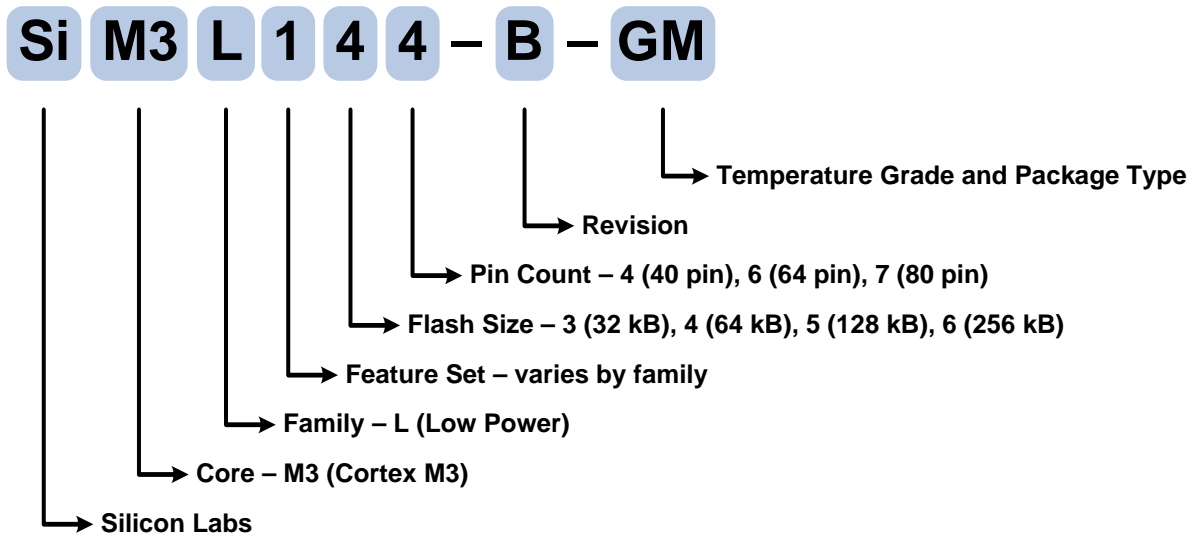 Si M3 L 1 4 4 – B – GM
Temperature Grade and Package Type
Revision
Pin Count – 4 (40 pin), 6 (64 pin), 7 (80 pin)
Flash Size – 3 (32 kB), 4 (64 kB), 5 (128 kB), 6 (256 kB)
Feature Set – varies by family
Family – L (Low Power)
Core – M3 (Cortex M3)
Silicon Labs